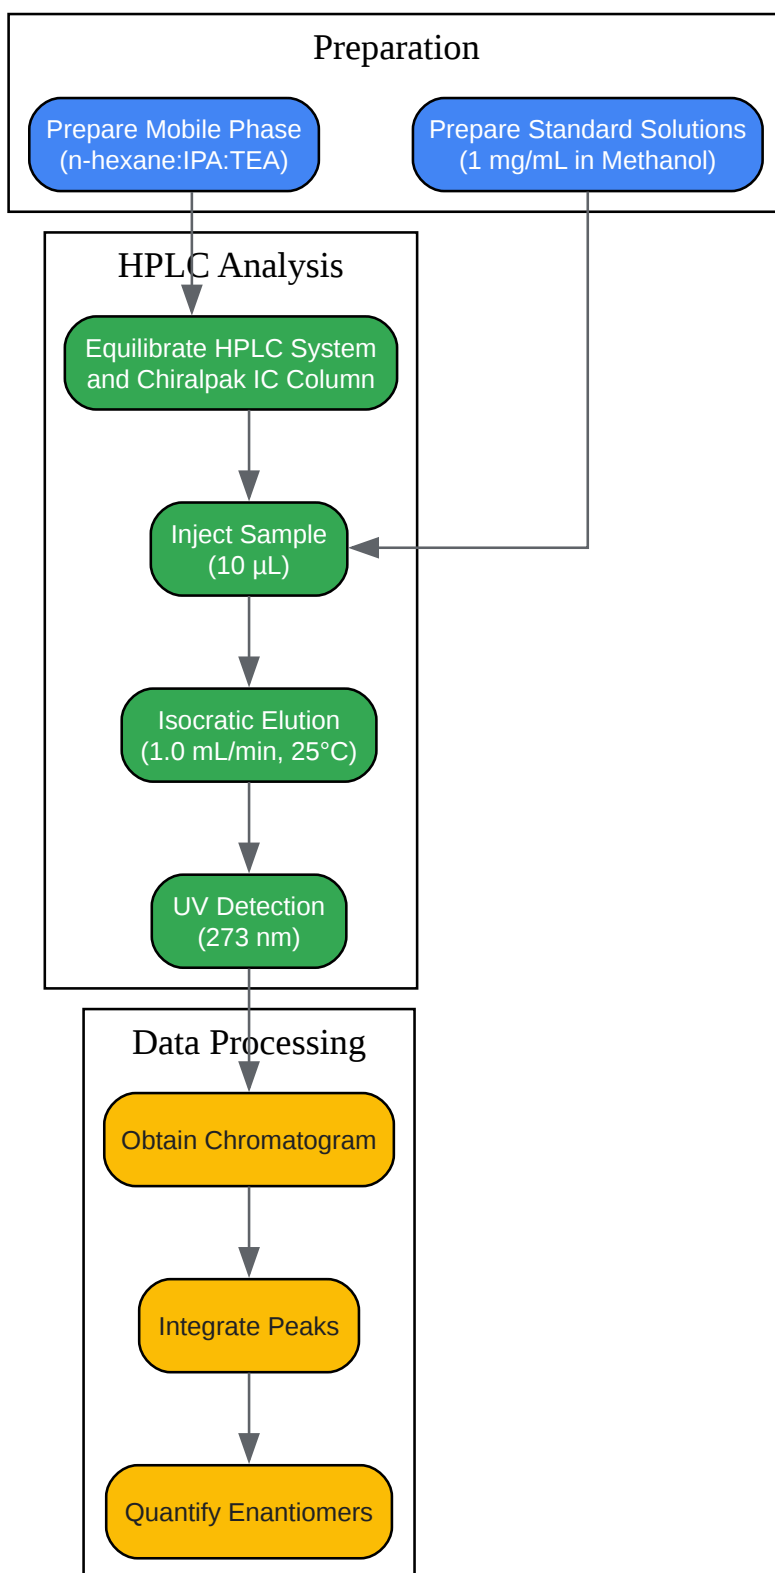 Preparation
Prepare Mobile Phase
(n-hexane:IPA:TEA)
Prepare Standard Solutions
(1 mg/mL in Methanol)
HPLC Analysis
Equilibrate HPLC System
and Chiralpak IC Column
Inject Sample
(10 µL)
Isocratic Elution
(1.0 mL/min, 25°C)
UV Detection
(273 nm)
Data Processing
Obtain Chromatogram
Integrate Peaks
Quantify Enantiomers